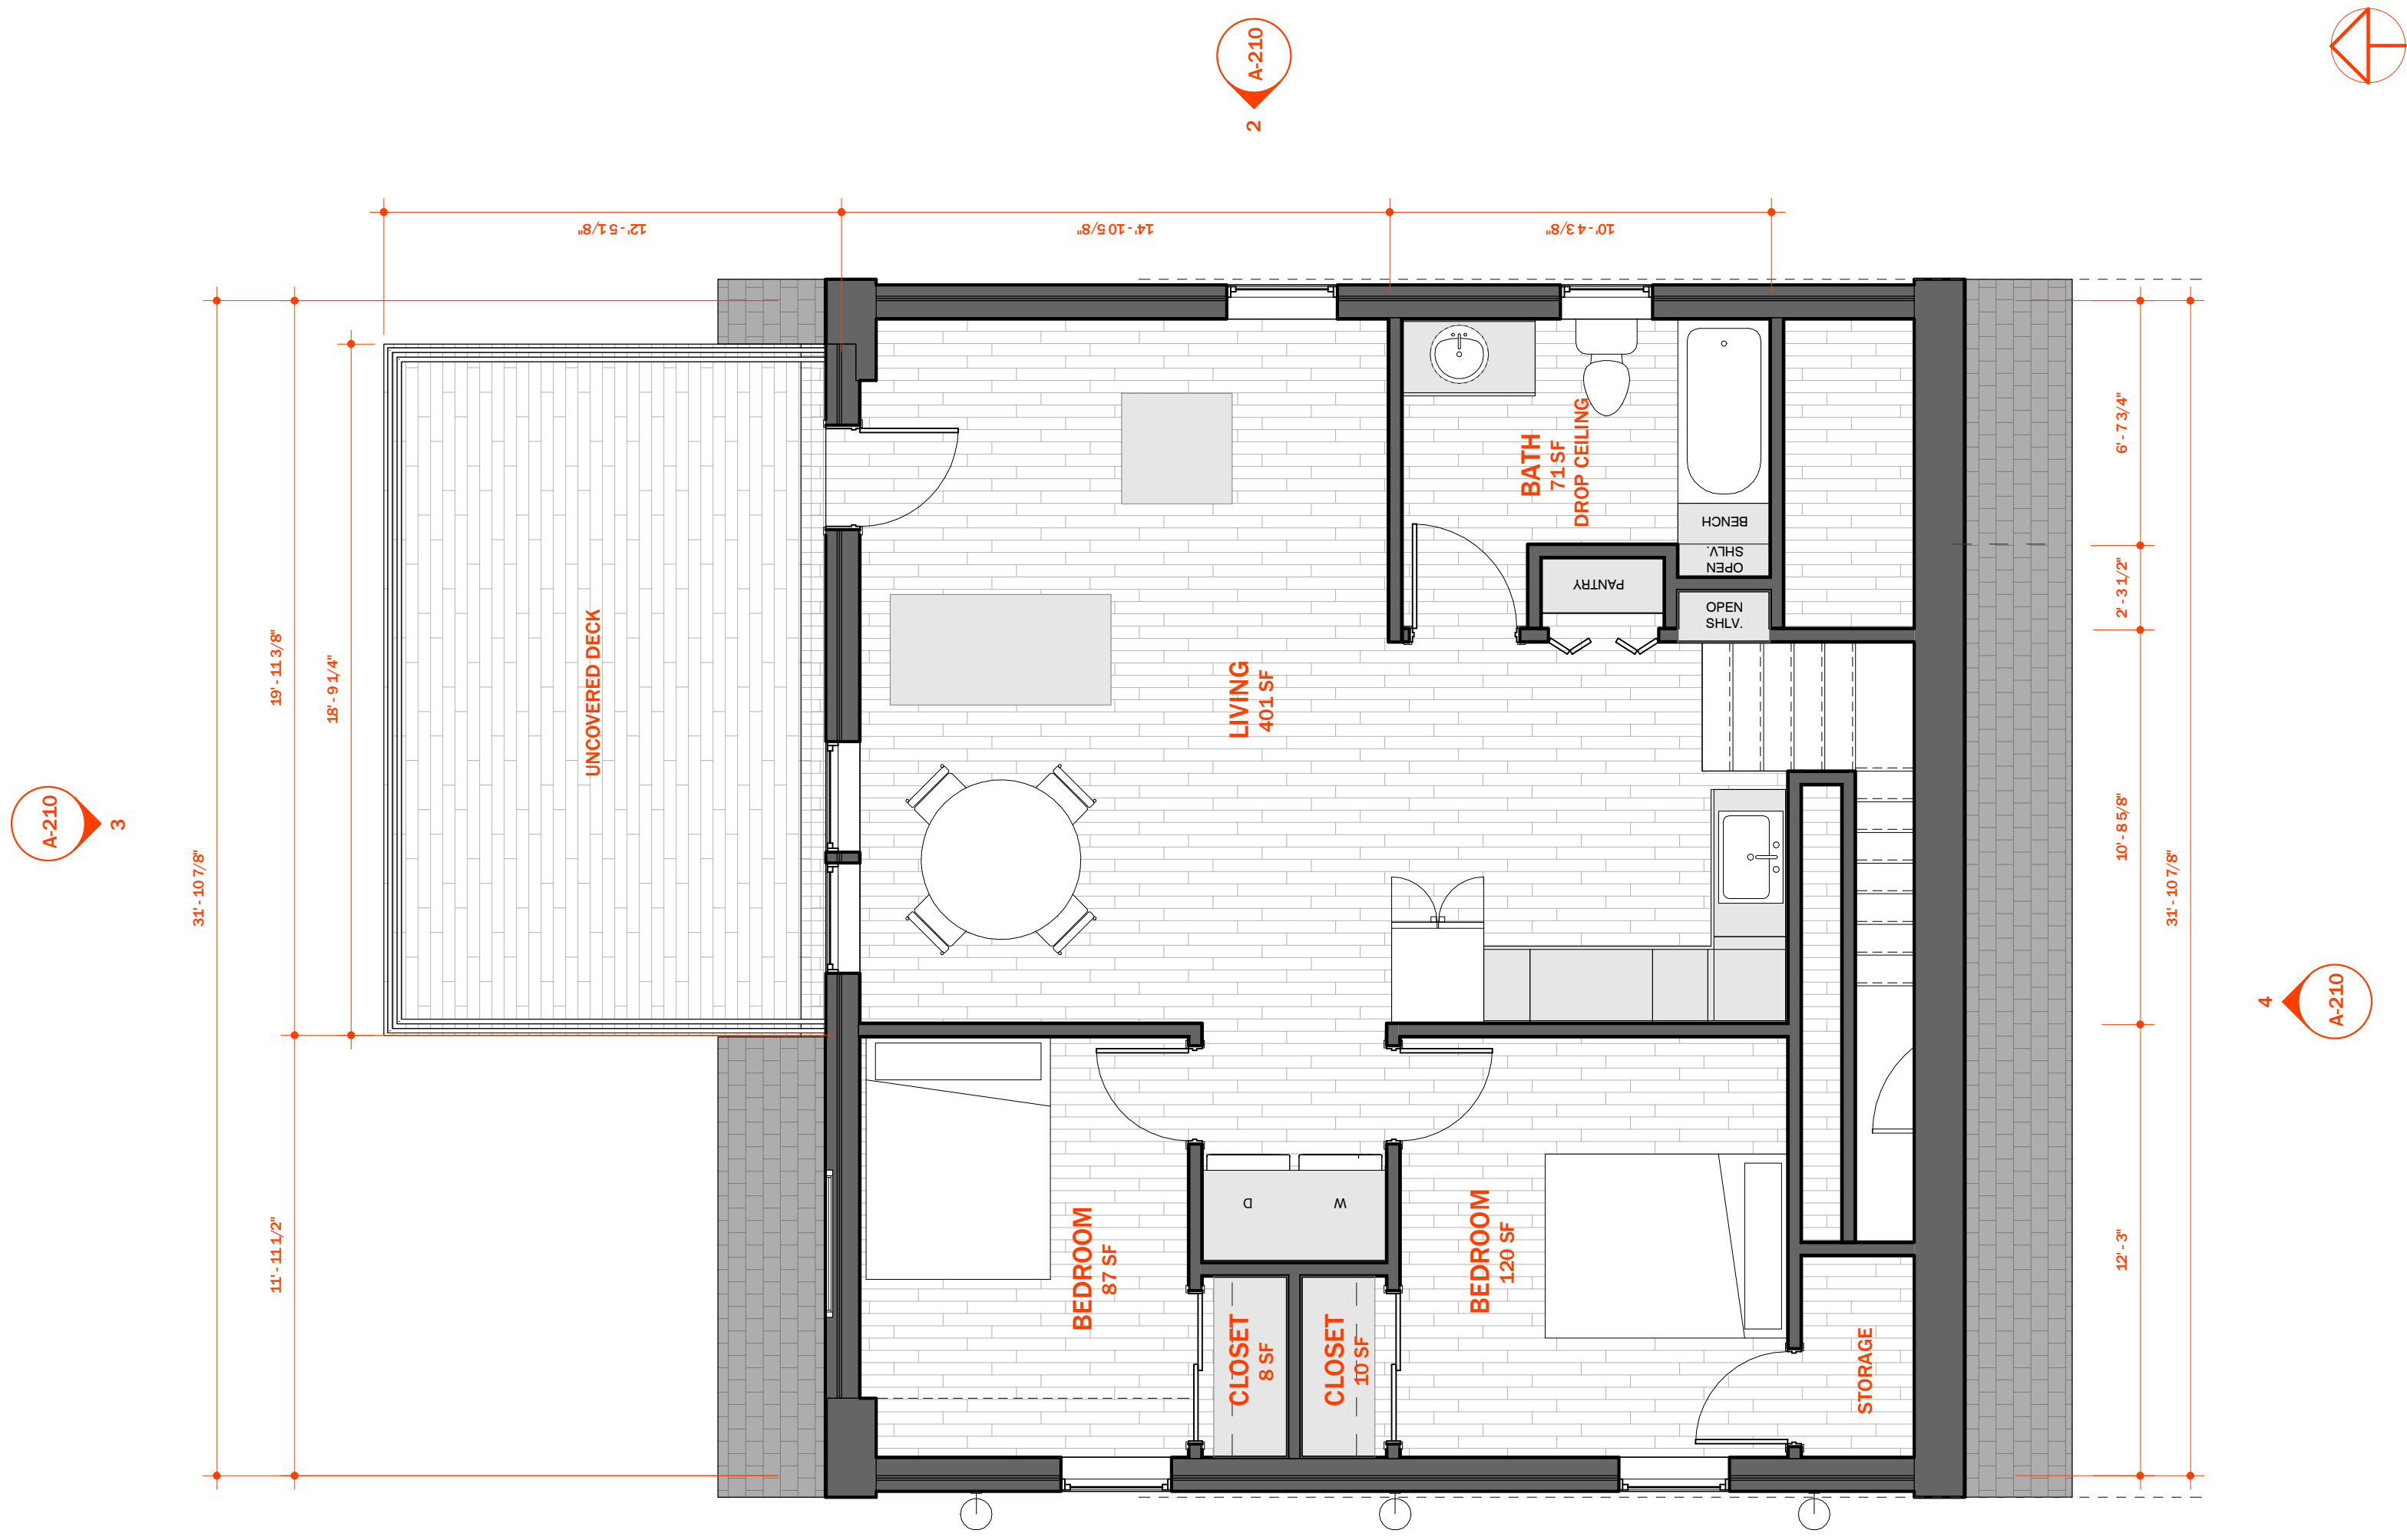 A-210
2
12' - 5 1/8"
14' - 10 5/8"
10' - 4 3/8"
31' - 10 7/8"
19' - 11 3/8"
18' - 9 1/4"
11' - 11 1/2"
A-210
3
UNCOVERED DECK
LIVING
401 SF
BATH
71 SF
DROP CEILING
BENCH
OPEN
SHLV.
PANTRY
OPEN
SHLV.
BEDROOM
87 SF
D
W
CLOSET
8 SF
CLOSET
10 SF
BEDROOM
120 SF
STORAGE
6' - 7 3/4"
2' - 3 1/2"
10' - 8 5/8"
12' - 3"
31' - 10 7/8"
4
A-210